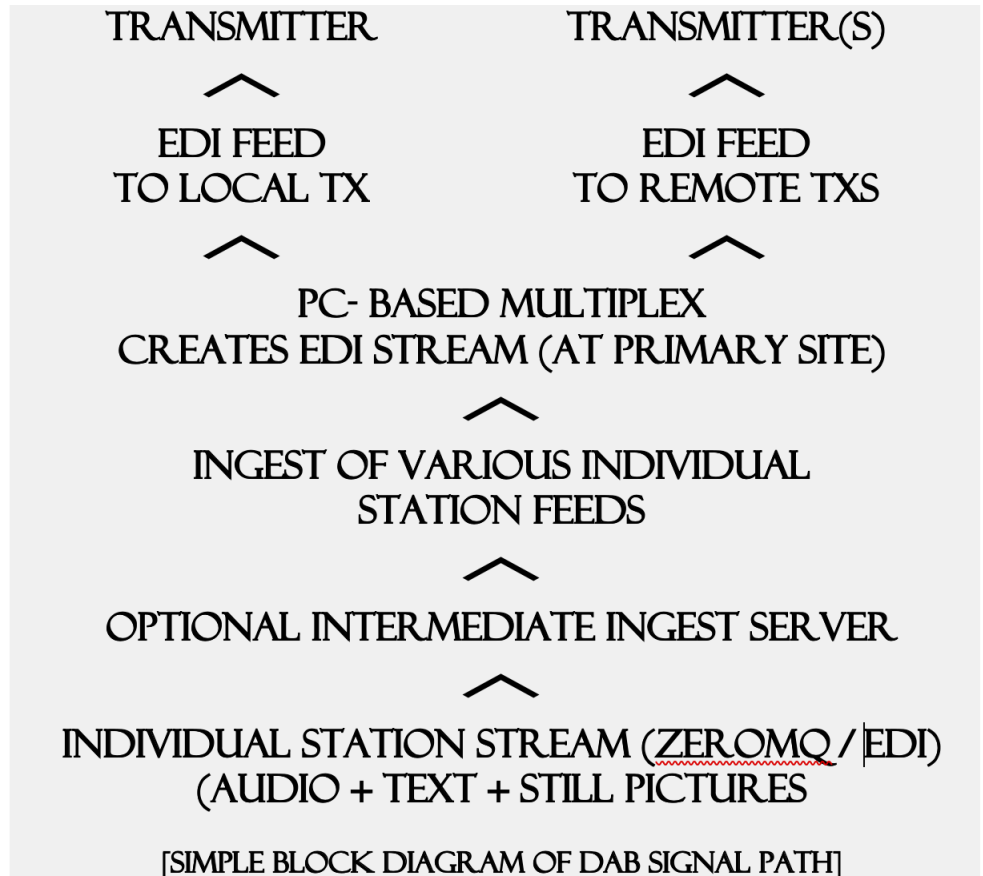 TRANSMITTER TRANSMITTER(S)
EDI FEED EDI FEED
TO LOCAL TX TO REMOTE TXS
PC- BASED MULTIPLEX
CREATES EDI STREAM (AT PRIMARY SITE)
INGEST OF VARIOUS INDIVIDUAL
STATION FEEDS
OPTIONAL INTERMEDIATE INGEST SERVER
INDIVIDUAL STATION STREAM (ZEROMQ / EDI)
(AUDIO + TEXT + STILL PICTURES
[SIMPLE BLOCK DIAGRAM OF DAB SIGNAL PATH]